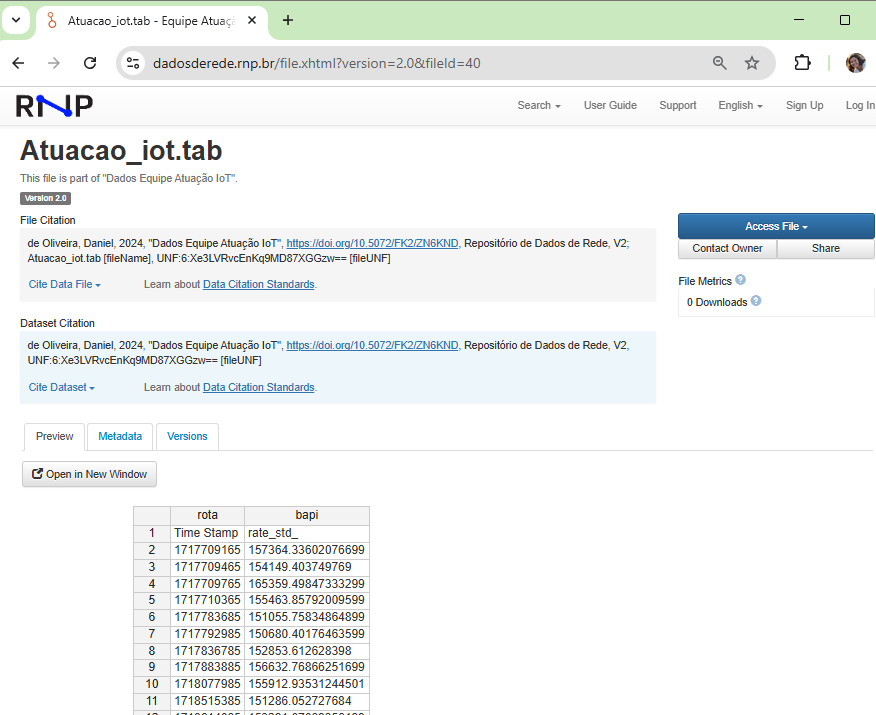 Atuacao_iot.tab - Equipe Atuaç
dadosderede.rnp.br/file.xhtml?version=2.0&fileId=40
RNP
Search
User Guide
Support
English
Sign Up
Log In
Atuacao_iot.tab
This file is part of "Dados Equipe Atuação IoT".
Version 2.0
File Citation
de Oliveira, Daniel, 2024, "Dados Equipe Atuação IoT", https://doi.org/10.5072/FK2/ZN6KND, Repositório de Dados de Rede, V2;
Atuacao_iot.tab [fileName], UNF:6:Xe3LVRvcEnKq9MD87XGGzw== [fileUNF]
Cite Data File
Learn about Data Citation Standards.
Access File
Contact Owner
Share
File Metrics
0 Downloads
Dataset Citation
de Oliveira, Daniel, 2024, "Dados Equipe Atuação IoT", https://doi.org/10.5072/FK2/ZN6KND, Repositório de Dados de Rede, V2,
UNF:6:Xe3LVRvcEnKq9MD87XGGzw== [fileUNF]
Cite Dataset
Learn about Data Citation Standards.
Preview
Metadata
Versions
Open in New Window
rota bapi
1 Time Stamp rate_std_
2 1717709165 157364.33602076699
3 1717709465 154149.403749769
4 1717709765 165359.49847333299
5 1717710365 155463.85792009599
6 1717783685 151055.75834864899
7 1717792985 150680.40176463599
8 1717836785 152853.612628398
9 1717883885 156632.76866251699
10 1718077985 155912.93531244501
11 1718515385 151286.052727684